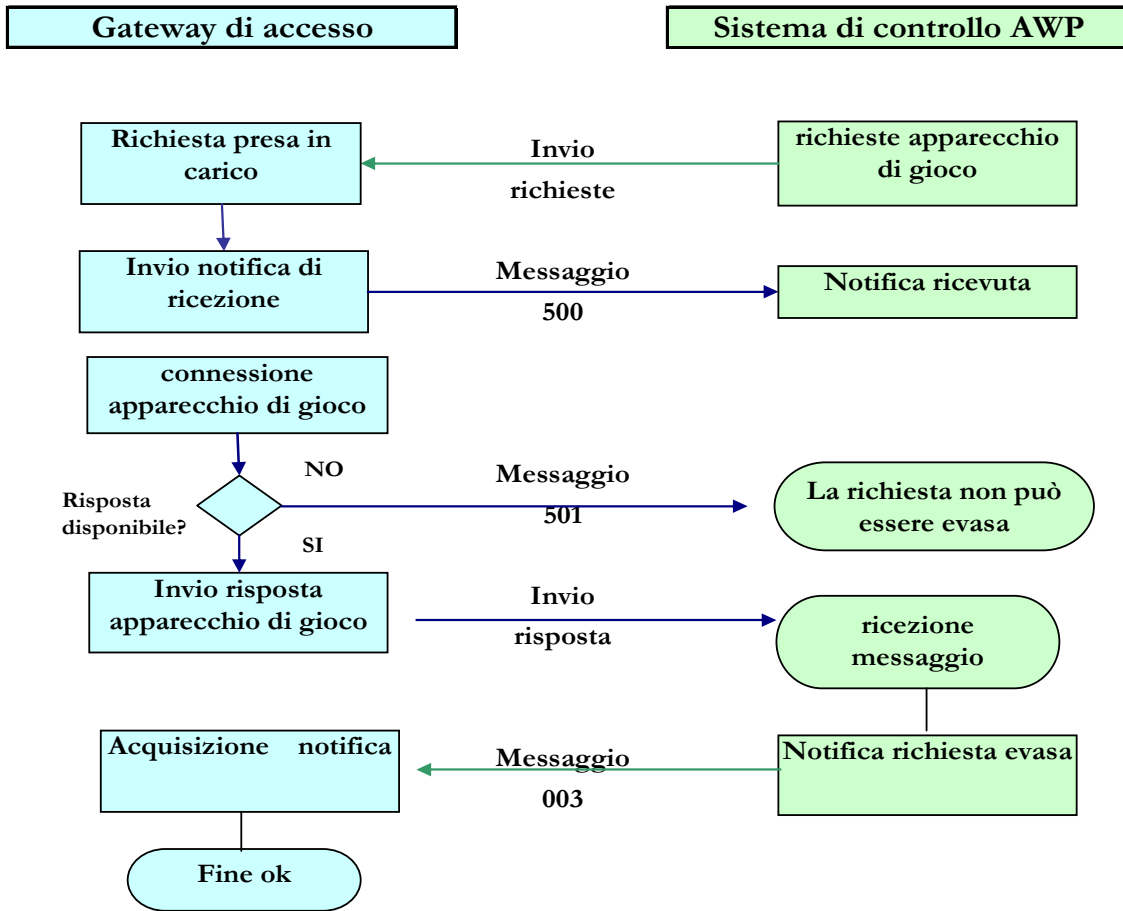 Gateway di accesso
Sistema di controllo AWP
Richiesta presa in
carico
Invio
richieste
richieste apparecchio
di gioco
Invio notifica di
ricezione
Messaggio
500
Notifica ricevuta
connessione
apparecchio di gioco
Risposta
disponibile?
NO
SI
Messaggio
501
La richiesta non può
essere evasa
Invio risposta
apparecchio di gioco
Invio
risposta
ricezione
messaggio
Acquisizione notifica
Messaggio
003
Notifica richiesta evasa
Fine ok